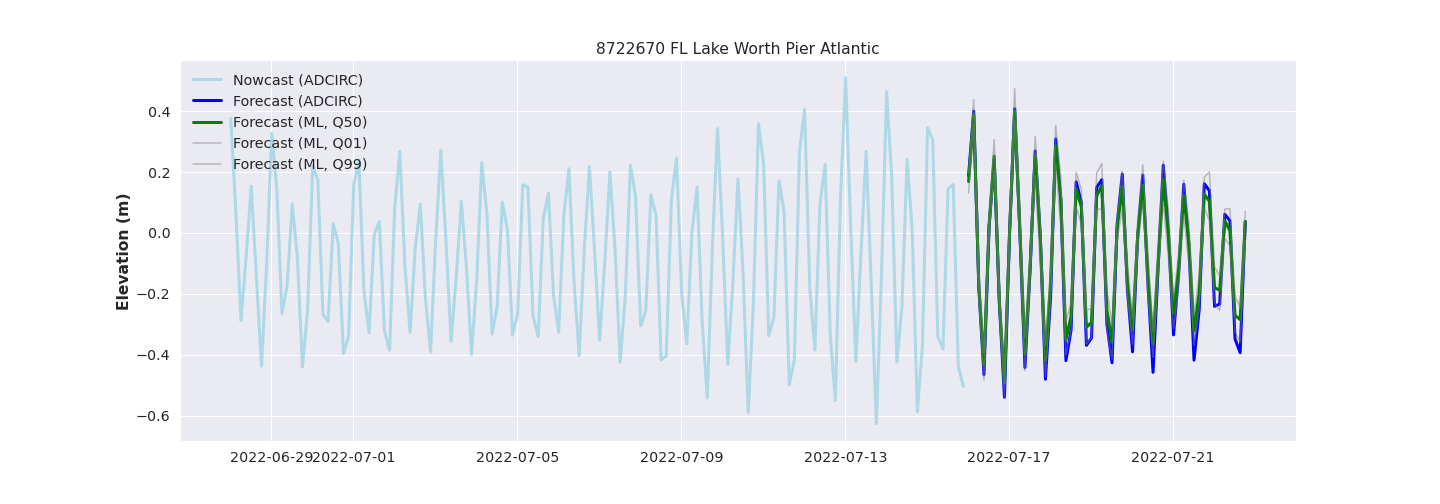 8722670 FL Lake Worth Pier Atlantic
Nowcast (ADCIRC)
Forecast (ADCIRC)
Forecast (ML, Q50)
Forecast (ML, Q01)
Forecast (ML, Q99)
Elevation (m)
0.4
0.2
0.0
−0.2
−0.4
−0.6
2022-06-29 2022-07-01 2022-07-05 2022-07-09 2022-07-13 2022-07-17 2022-07-21